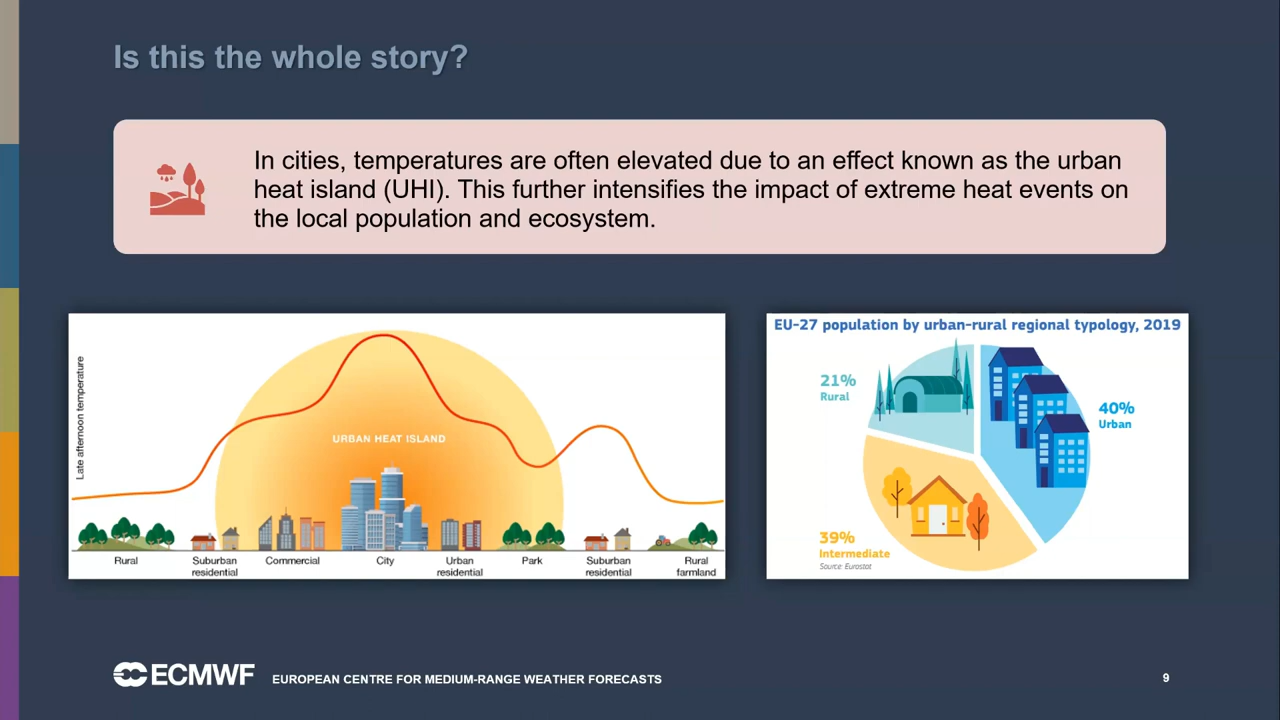 Is this the whole story?
In cities, temperatures are often elevated due to an effect known as the urban
heat island (UHI). This further intensifies the impact of extreme heat events on
the local population and ecosystem.
Late afternoon temperature
URBAN HEAT ISLAND
Rural
Suburban
residential
Commercial
City
Urban
residential
Park
Suburban
residential
Rural
farmland
EU-27 population by urban-rural regional typology, 2019
21%
Rural
40%
Urban
39%
Intermediate
Source: Eurostat
ECMWF EUROPEAN CENTRE FOR MEDIUM-RANGE WEATHER FORECASTS
9